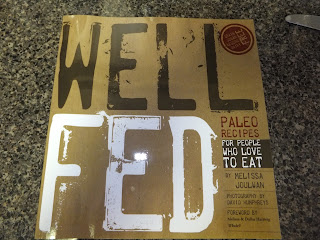 WELL
FED
PALEO
RECIPES
FOR PEOPLE
WHO LOVE
TO EAT
BY MELISSA
JOULWAN
PHOTOGRAPHY BY
DAVID HUMPHREYS
FOREWORD BY